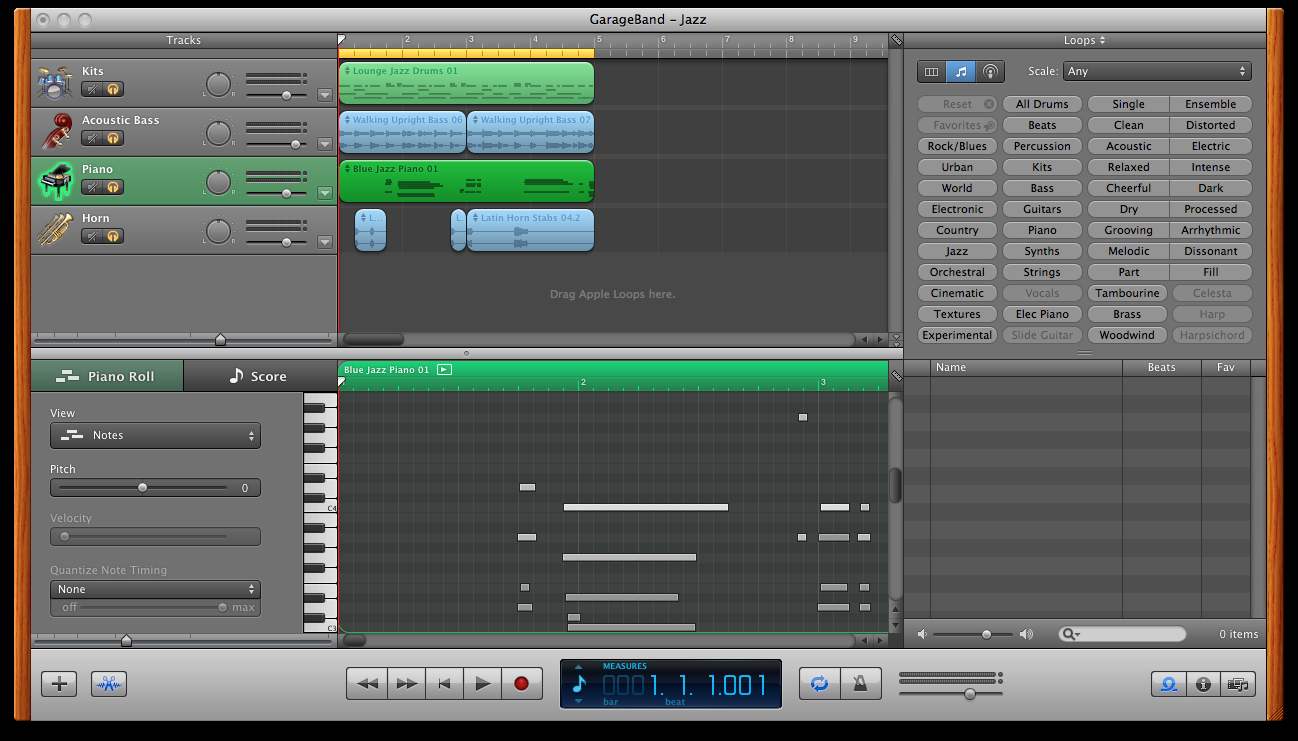 GarageBand – Jazz
Tracks
2 3 4 5 6 7 8 9
Loops
Kits
L R
Acoustic Bass
L R
Piano
L R
Horn
L R
Lounge Jazz Drums 01
Walking Upright Bass 06 Walking Upright Bass 07
Blue Jazz Piano 01
L... L. Latin Horn Stabs 04.2
Drag Apple Loops here.
Scale: Any
Reset All Drums Single Ensemble
Favorites Beats Clean Distorted
Rock/Blues Percussion Acoustic Electric
Urban Kits Relaxed Intense
World Bass Cheerful Dark
Electronic Guitars Dry Processed
Country Piano Grooving Arrhythmic
Jazz Synths Melodic Dissonant
Orchestral Strings Part Fill
Cinematic Vocals Tambourine Celesta
Textures Elec Piano Brass Harp
Experimental Slide Guitar Woodwind Harpsichord
Piano Roll Score
Blue Jazz Piano 01
2 3
Name Beats Fav
View
Notes
Pitch
0
Velocity
Quantize Note Timing
None
off max
C4
C3
0 items
MEASURES
0001. 1. 1.001
bar beat